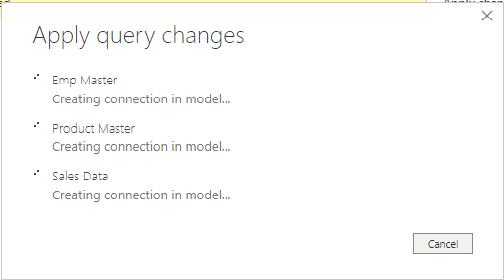 Apply query changes
Emp Master
Creating connection in model...
Product Master
Creating connection in model...
Sales Data
Creating connection in model...
Cancel